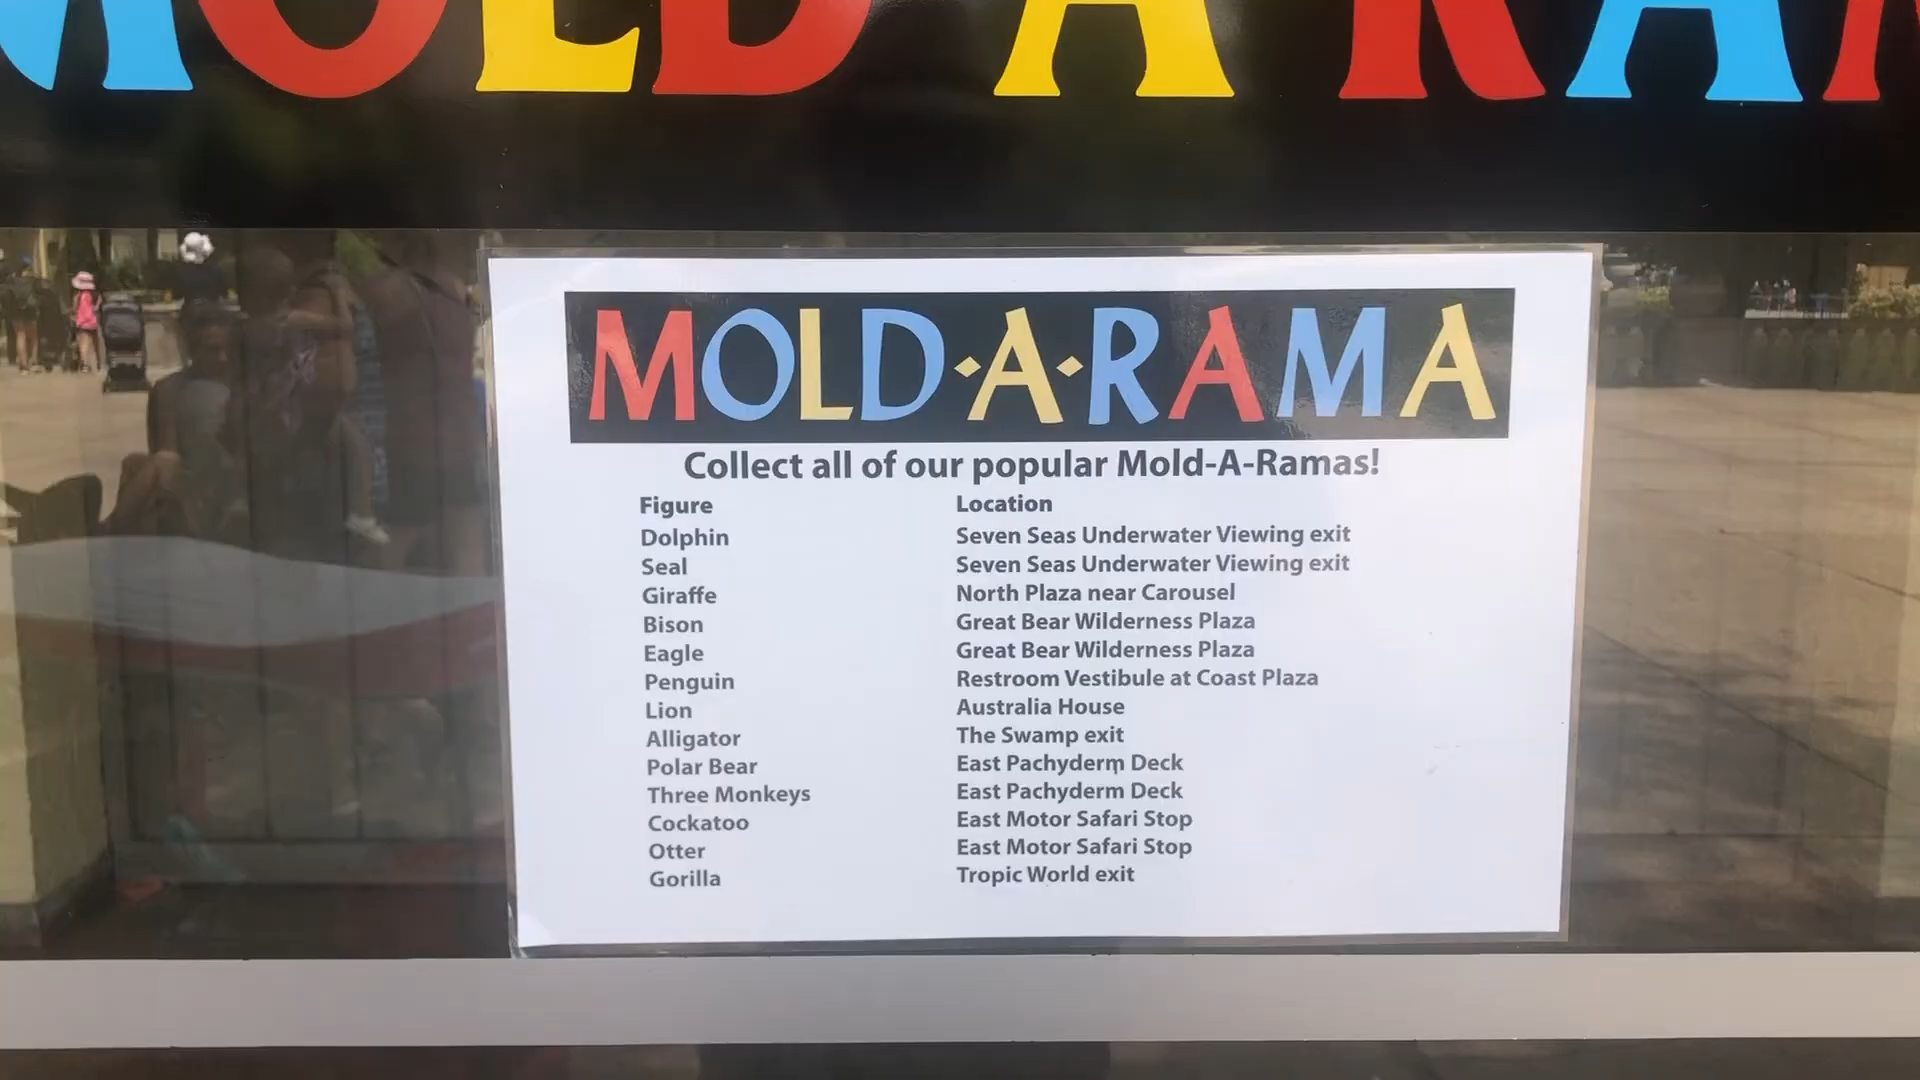 MOLD-A-RAM
MOLD·A·RAMA
Collect all of our popular Mold-A-Ramas!
Figure Location
Dolphin Seven Seas Underwater Viewing exit
Seal Seven Seas Underwater Viewing exit
Giraffe North Plaza near Carousel
Bison Great Bear Wilderness Plaza
Eagle Great Bear Wilderness Plaza
Penguin Restroom Vestibule at Coast Plaza
Lion Australia House
Alligator The Swamp exit
Polar Bear East Pachyderm Deck
Three Monkeys East Pachyderm Deck
Cockatoo East Motor Safari Stop
Otter East Motor Safari Stop
Gorilla Tropic World exit